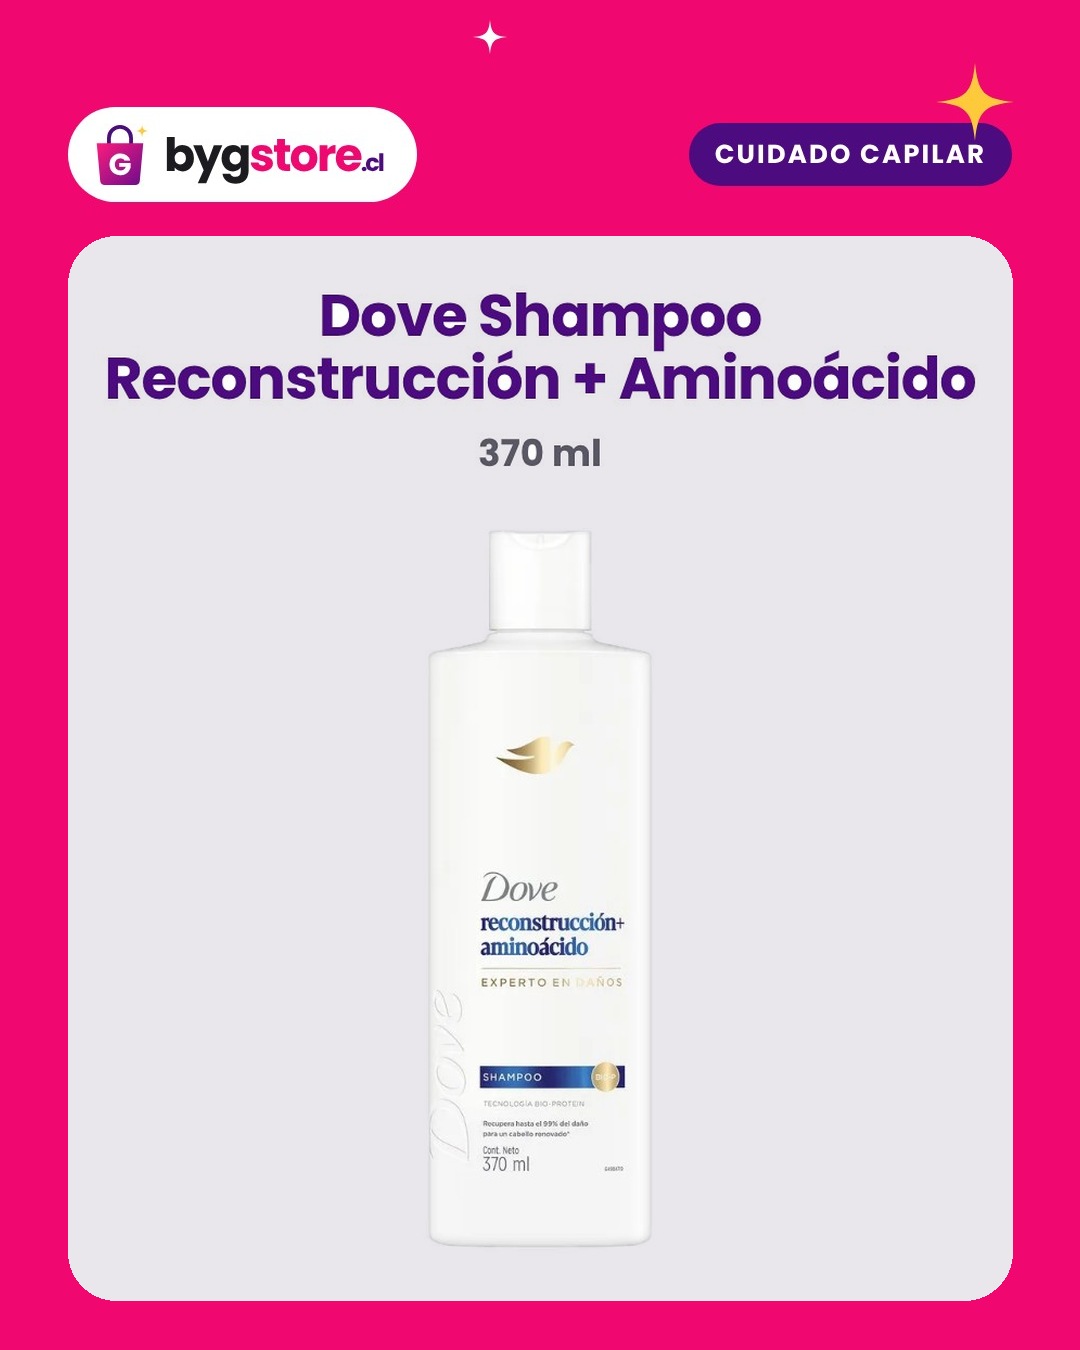 G bygstore.cl
CUIDADO CAPILAR
Dove Shampoo
Reconstrucción + Aminoácido
370 ml
Dove
reconstrucción+
aminoácido
EXPERTO EN DAÑOS
Dove
SHAMPOO
BIO-P
TECNOLOGÍA BIO-PROTEIN
Recupera hasta el 99% del daño
para un cabello renovado*
Cont. Neto
370 ml